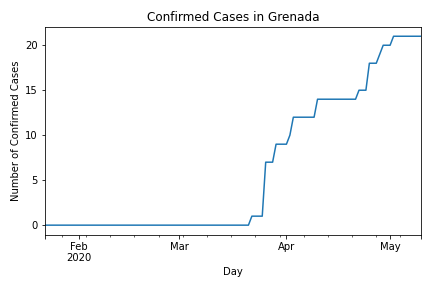 Confirmed Cases in Grenada
Number of Confirmed Cases
20
15
10
5
0
Feb Mar Apr May
2020
Day